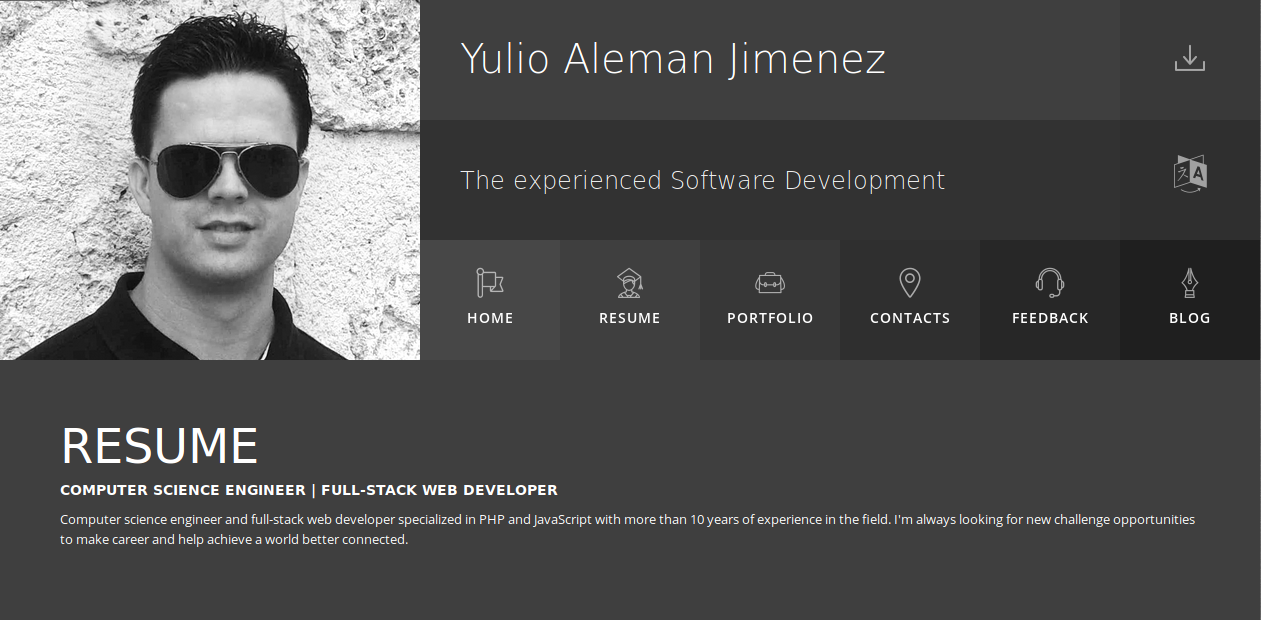 Yulio Aleman Jimenez
The experienced Software Development
A
HOME
RESUME
PORTFOLIO
CONTACTS
FEEDBACK
BLOG
RESUME
COMPUTER SCIENCE ENGINEER | FULL-STACK WEB DEVELOPER
Computer science engineer and full-stack web developer specialized in PHP and JavaScript with more than 10 years of experience in the field. I'm always looking for new challenge opportunities
to make career and help achieve a world better connected.